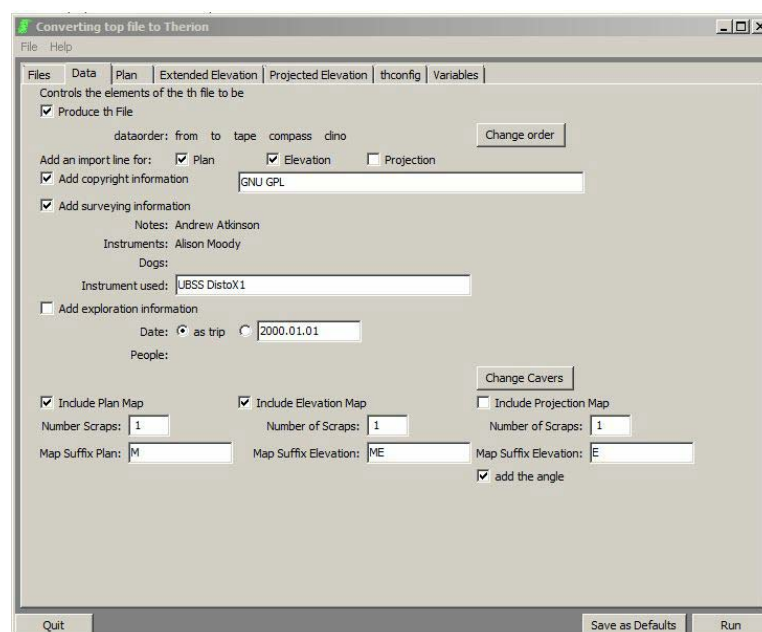 Converting top file to Therion
File Help
Files Data Plan Extended Elevation Projected Elevation thconfig Variables
Controls the elements of the th file to be
Produce th File
dataorder: from to tape compass clino Change order
Add an import line for: Plan Elevation Projection
Add copyright information GNU GPL
Add surveying information
Notes: Andrew Atkinson
Instruments: Alison Moody
Dogs:
Instrument used: UBSS DistoX1
Add exploration information
Date: as trip 2000.01.01
People:
Change Cavers
Include Plan Map Include Elevation Map Include Projection Map
Number Scraps: 1 Number of Scraps: 1 Number of Scraps: 1
Map Suffix Plan: M Map Suffix Elevation: ME Map Suffix Elevation: E
add the angle
Quit Save as Defaults Run